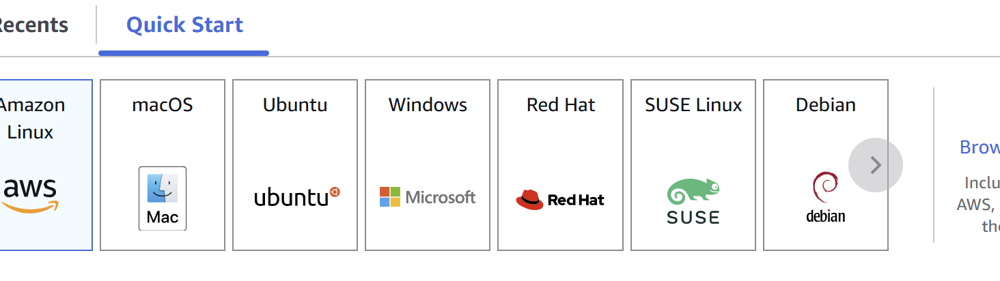 Recents
Quick Start
Amazon
Linux
aws
macOS
Mac
Ubuntu
ubuntu
Windows
Microsoft
Red Hat
Red Hat
SUSE Linux
SUSE
Debian
debian
Brow
Inclu
AWS,
the